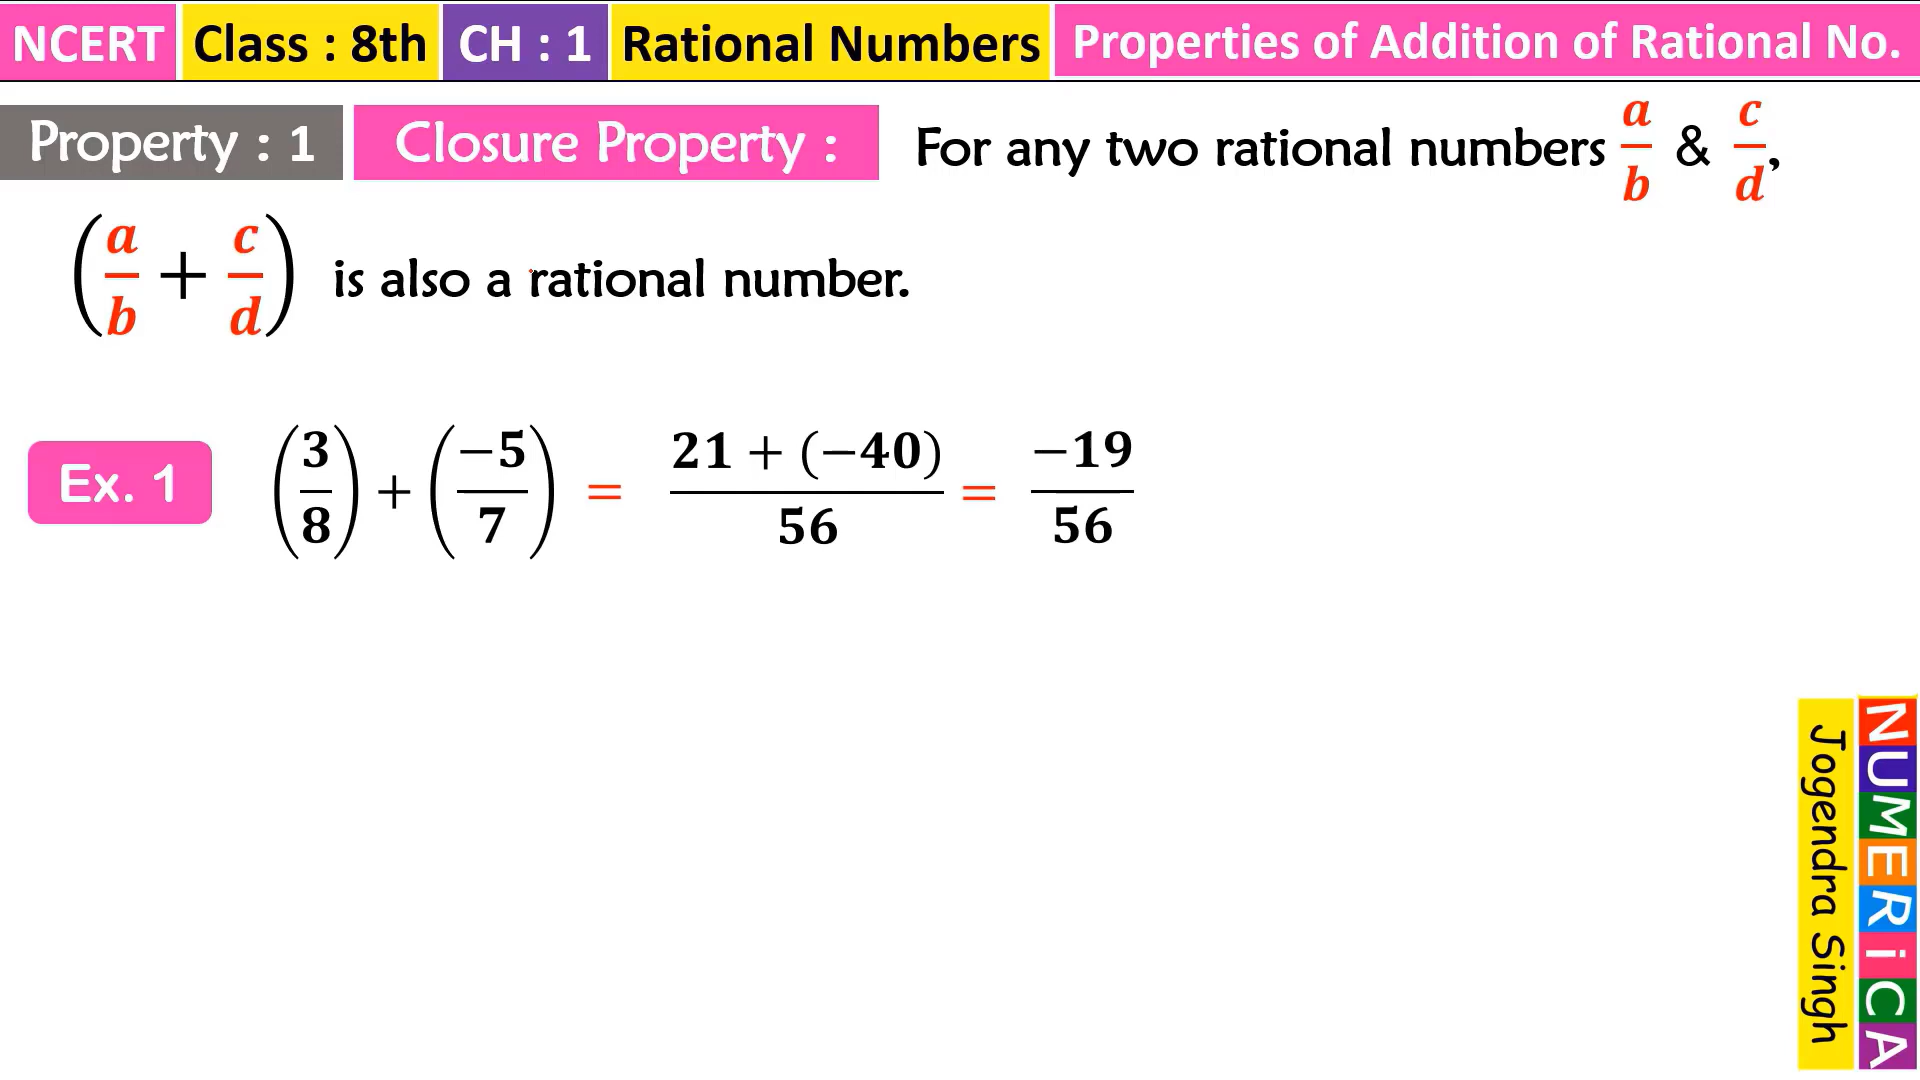 NCERT Class : 8th CH : 1 Rational Numbers Properties of Addition of Rational No.
Property : 1 Closure Property : For any two rational numbers a/b & c/d,
(a/b + c/d) is also a rational number.
Ex. 1 (3/8) + (−5/7) = 21 + (−40)/56 = −19/56
NUMERiCA
Jogendra Singh